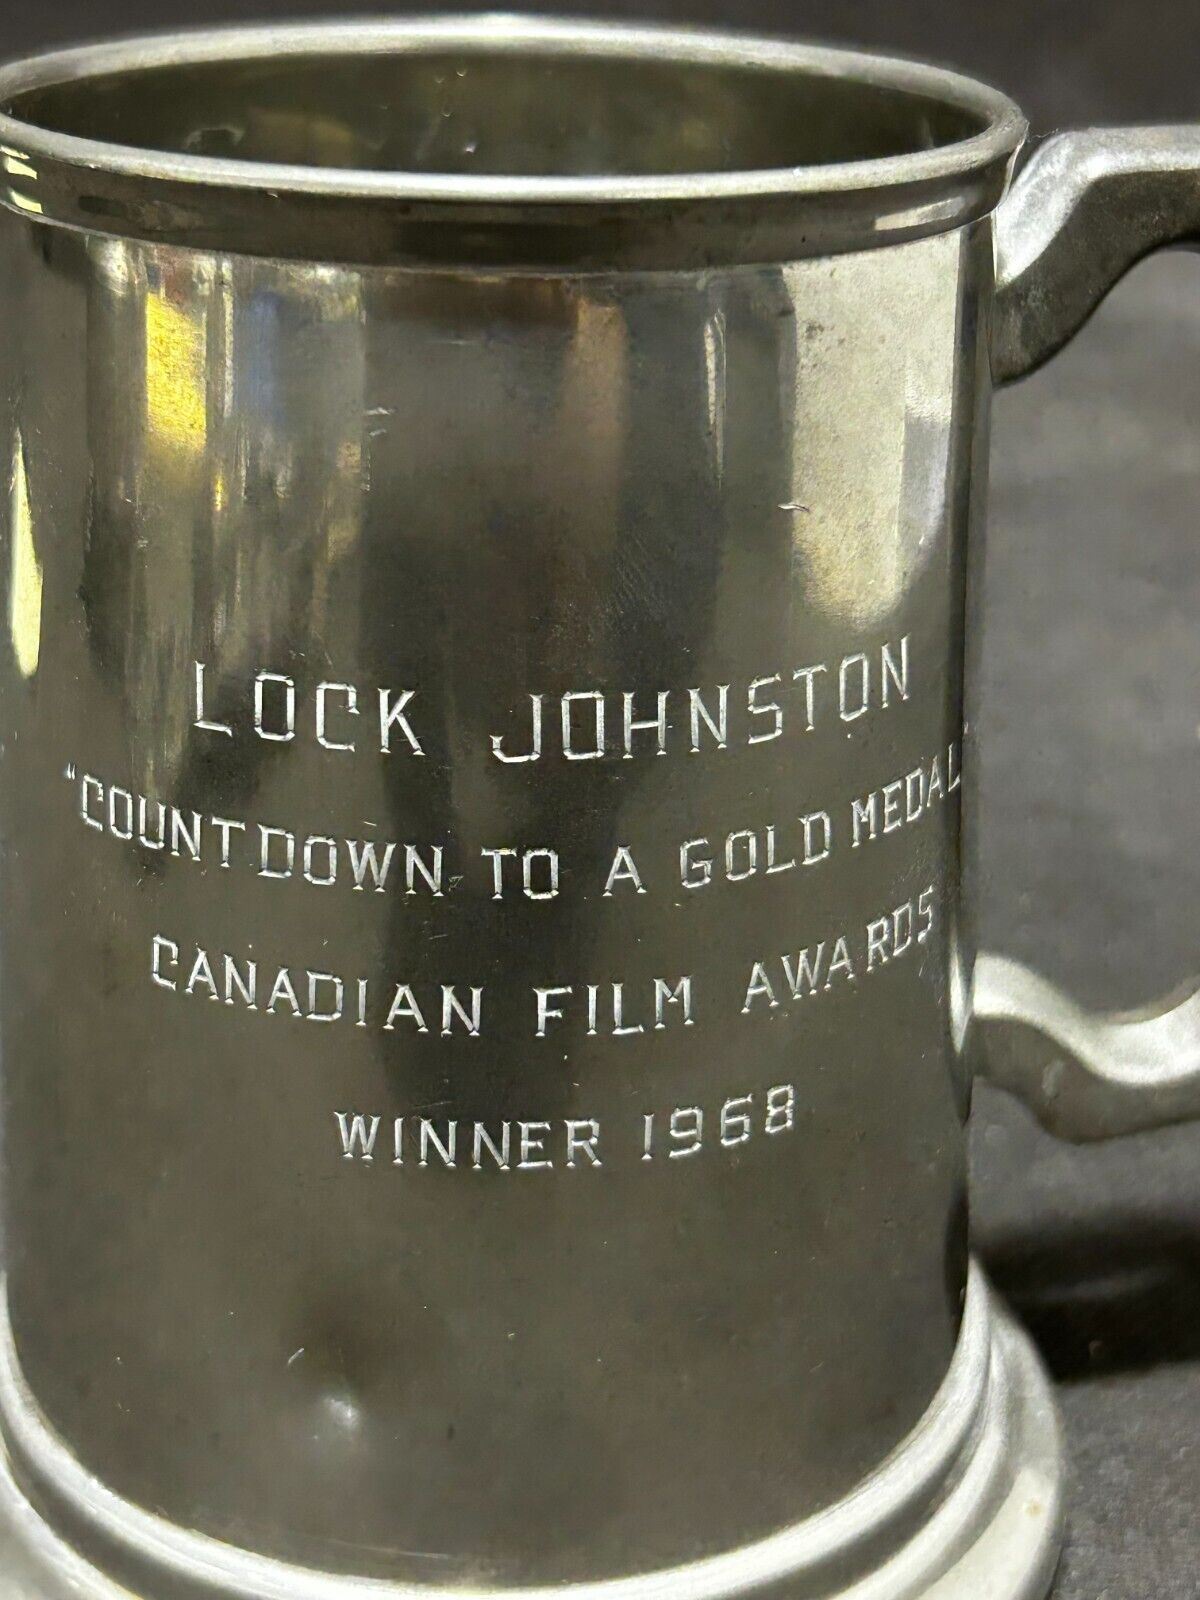 LOCK JOHNSTON
"COUNTDOWN TO A GOLD MEDAL
CANADIAN FILM AWARDS
WINNER 1968